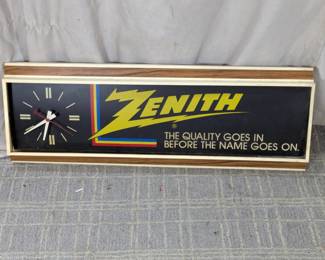 ZENITH
®
THE QUALITY GOES IN
BEFORE THE NAME GOES ON.